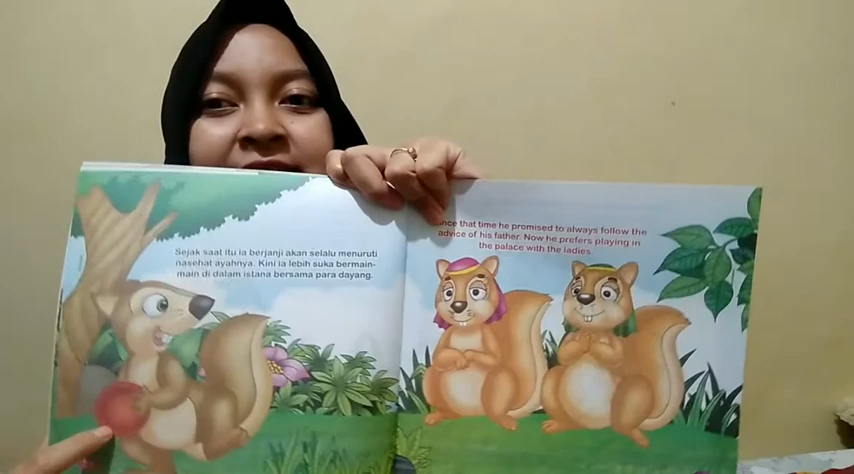 Sejak saat itu ia berjanji akan selalu menuruti
nasehat ayahnya. Kini ia lebih suka bermain-
main di dalam istana bersama para dayang.
that time he promised to always follow the
advice of his father. Now he prefers playing in
the palace with the ladies.